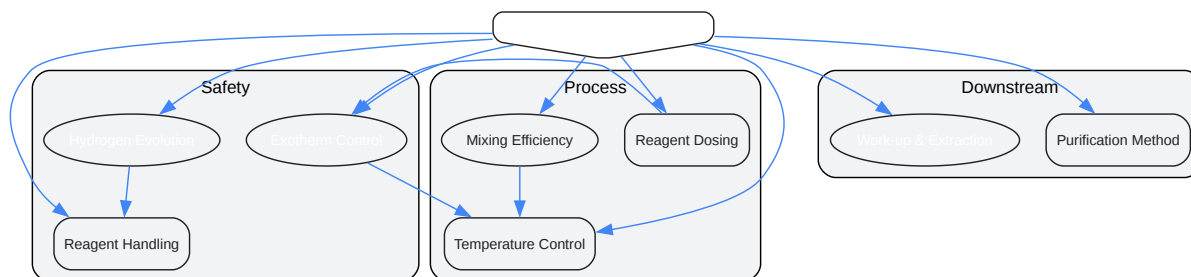 Safety
Process
Downstream
Hydrogen Evolution
Exotherm Control
Mixing Efficiency
Reagent Dosing
Work-up & Extraction
Purification Method
Reagent Handling
Temperature Control